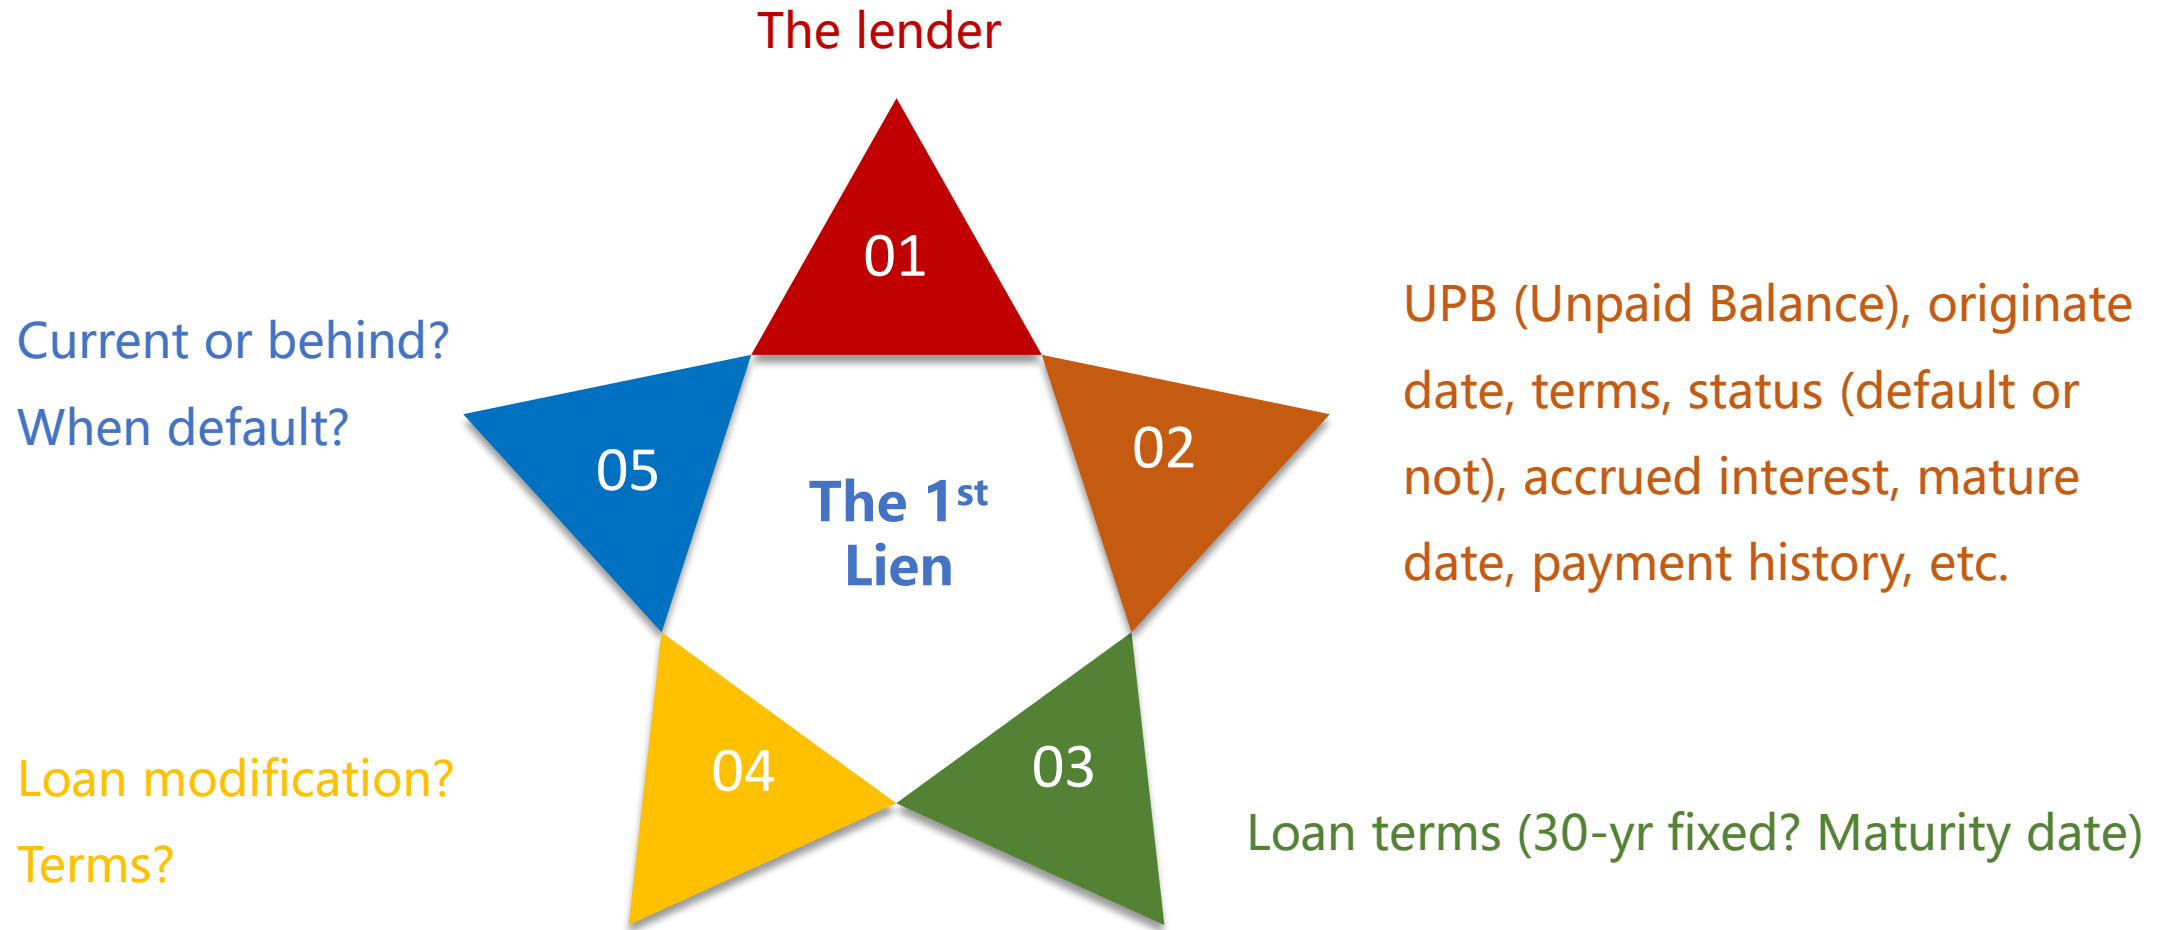 The lender
01
UPB (Unpaid Balance), originate
date, terms, status (default or
not), accrued interest, mature
date, payment history, etc.
02
Current or behind?
When default?
05
The 1st
Lien
03
Loan terms (30-yr fixed? Maturity date)
04
Loan modification?
Terms?